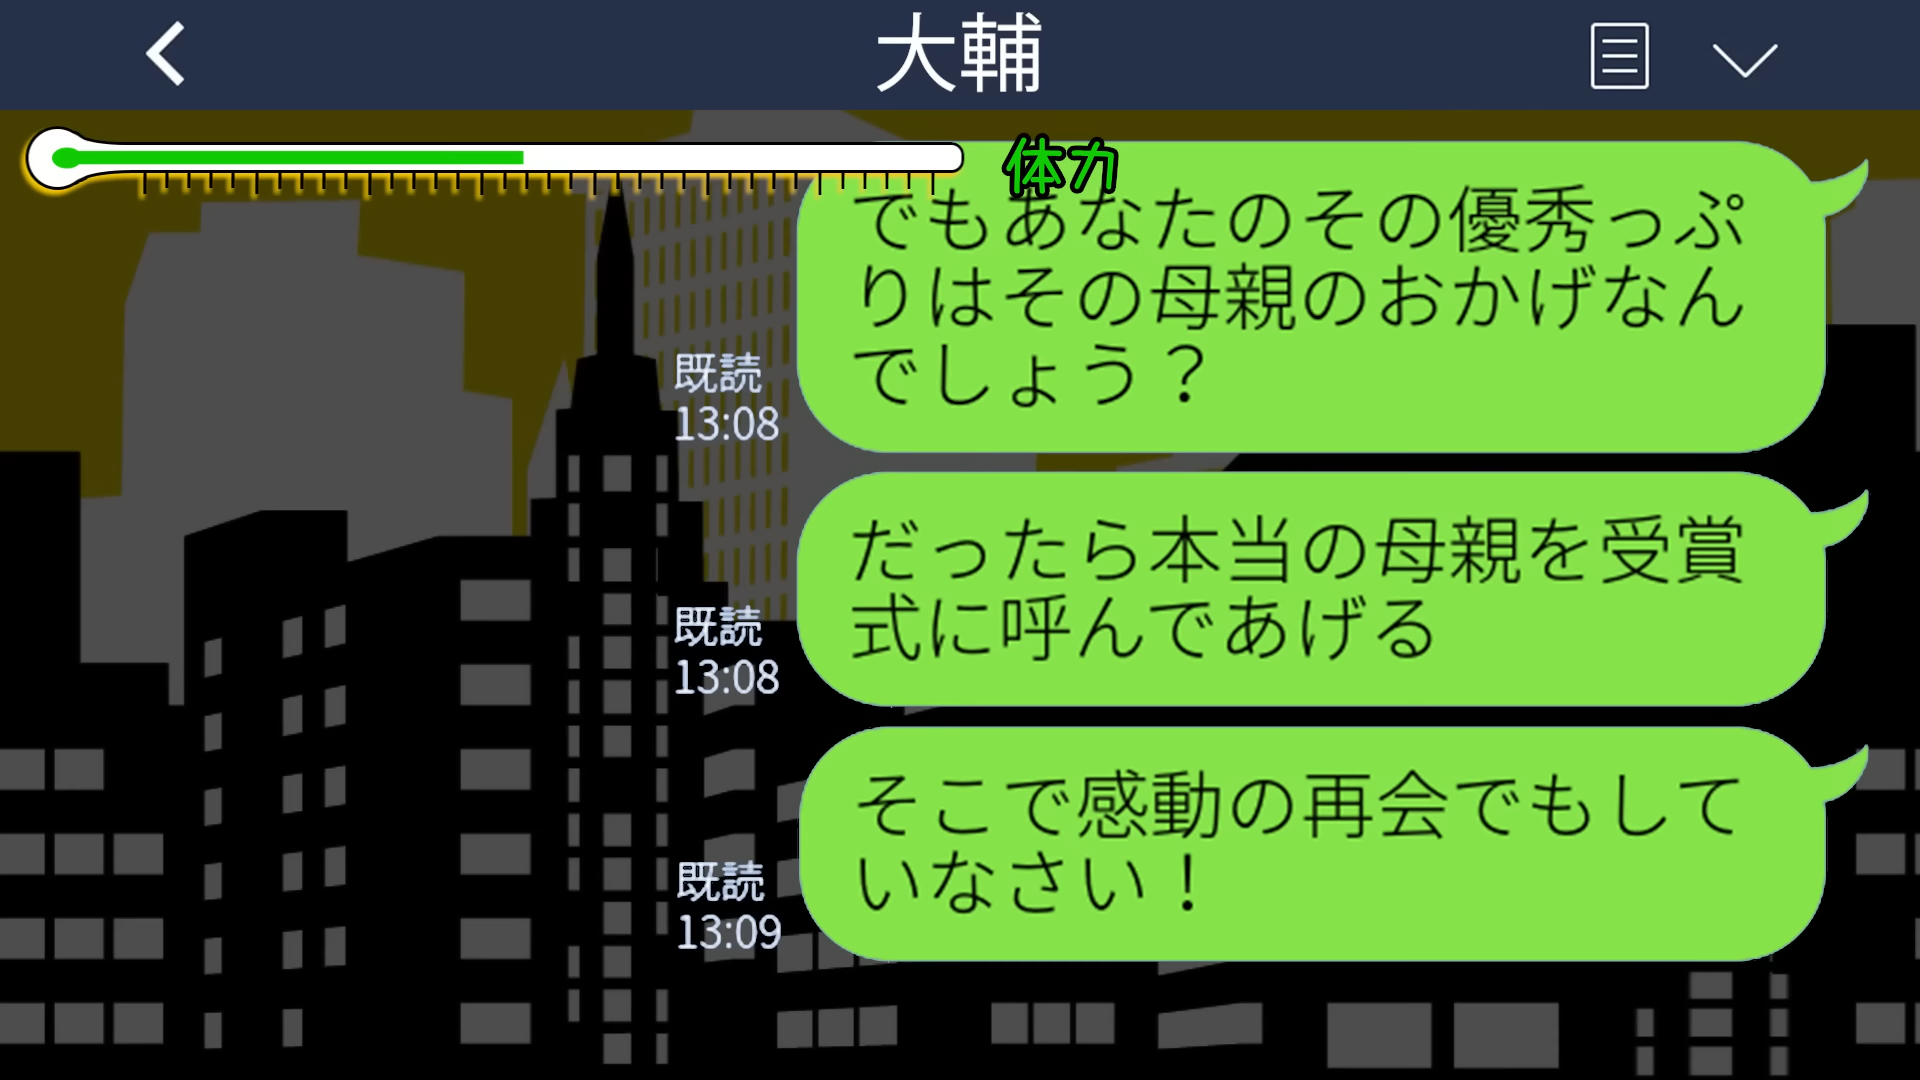 大輔
体力
でもあなたのその優秀っぷ
りはその母親のおかげなん
でしょう？
既読
13:08
だったら本当の母親を受賞
式に呼んであげる
既読
13:08
そこで感動の再会でもして
いなさい！
既読
13:09